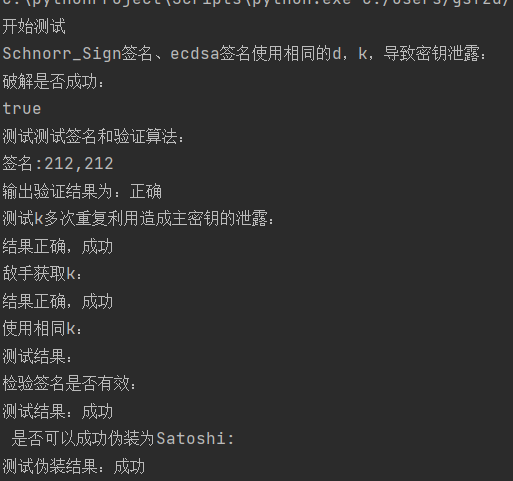 开始测试
Schnorr_Sign签名、ecdsa签名使用相同的d，k，导致密钥泄露：
破解是否成功：
true
测试测试签名和验证算法：
签名:212,212
输出验证结果为：正确
测试k多次重复利用造成主密钥的泄露：
结果正确，成功
敌手获取k：
结果正确，成功
使用相同k：
测试结果：
检验签名是否有效：
测试结果：成功
是否可以成功伪装为Satoshi:
测试伪装结果：成功